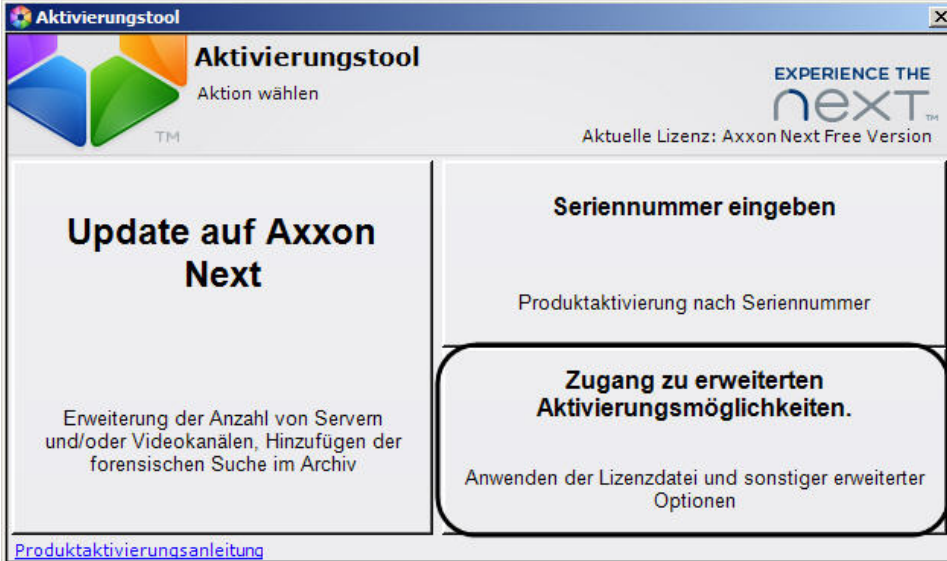 Aktivierungstool
Aktivierungstool
Aktion wählen
TM
EXPERIENCE THE
next TM
Aktuelle Lizenz: Axxon Next Free Version
Update auf Axxon
Next
Erweiterung der Anzahl von Servern
und/oder Videokanälen, Hinzufügen der
forensischen Suche im Archiv
Seriennummer eingeben
Produktaktivierung nach Seriennummer
Zugang zu erweiterten
Aktivierungsmöglichkeiten.
Anwenden der Lizenzdatei und sonstiger erweiterter
Optionen
Produktaktivierungsanleitung